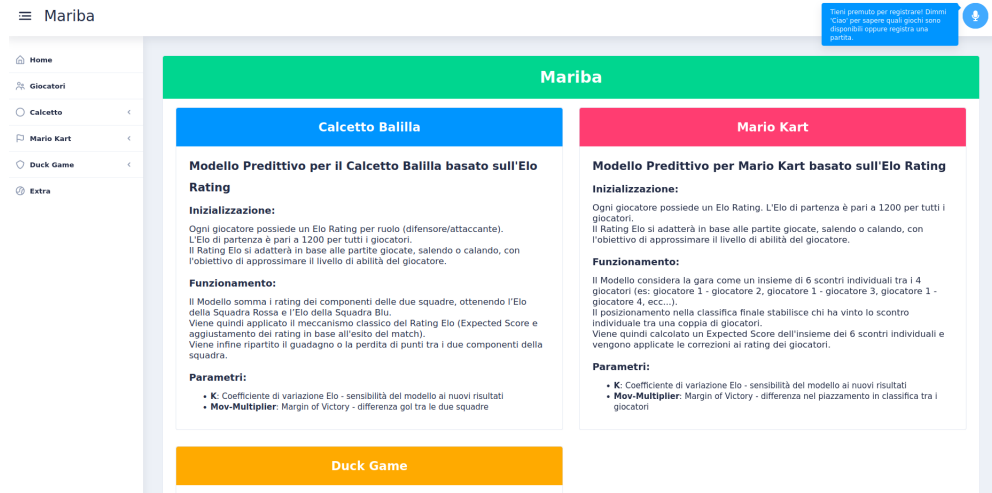 Mariba
Tieni premuto per registrare! Dimmi
'Ciao' per sapere quali giochi sono
disponibili oppure registra una
partita.
Home
Giocatori
Calcetto
Mario Kart
Duck Game
Extra
Mariba
Calcetto Balilla
Modello Predittivo per il Calcetto Balilla basato sull'Elo
Rating
Inizializzazione:
Ogni giocatore possiede un Elo Rating per ruolo (difensore/attaccante).
L'Elo di partenza è pari a 1200 per tutti i giocatori.
Il Rating Elo si adatterà in base alle partite giocate, salendo o calando, con
l'obiettivo di approssimare il livello di abilità del giocatore.
Funzionamento:
Il Modello somma i rating dei componenti delle due squadre, ottenendo l’Elo
della Squadra Rossa e l’Elo della Squadra Blu.
Viene quindi applicato il meccanismo classico del Rating Elo (Expected Score e
aggiustamento dei rating in base all'esito del match).
Viene infine ripartito il guadagno o la perdita di punti tra i due componenti della
squadra.
Parametri:
• K: Coefficiente di variazione Elo - sensibilità del modello ai nuovi risultati
• Mov-Multiplier: Margin of Victory - differenza gol tra le due squadre
Mario Kart
Modello Predittivo per Mario Kart basato sull'Elo Rating
Inizializzazione:
Ogni giocatore possiede un Elo Rating. L'Elo di partenza è pari a 1200 per tutti i
giocatori.
Il Rating Elo si adatterà in base alle partite giocate, salendo o calando, con
l'obiettivo di approssimare il livello di abilità del giocatore.
Funzionamento:
Il Modello considera la gara come un insieme di 6 scontri individuali tra i 4
giocatori (es: giocatore 1 - giocatore 2, giocatore 1 - giocatore 3, giocatore 1 -
giocatore 4, ecc...).
Il posizionamento nella classifica finale stabilisce chi ha vinto lo scontro
individuale tra una coppia di giocatori.
Viene quindi calcolato un Expected Score dell'insieme dei 6 scontri individuali e
vengono applicate le correzioni ai rating dei giocatori.
Parametri:
• K: Coefficiente di variazione Elo - sensibilità del modello ai nuovi risultati
• Mov-Multiplier: Margin of Victory - differenza nel piazzamento in classifica tra i
giocatori
Duck Game